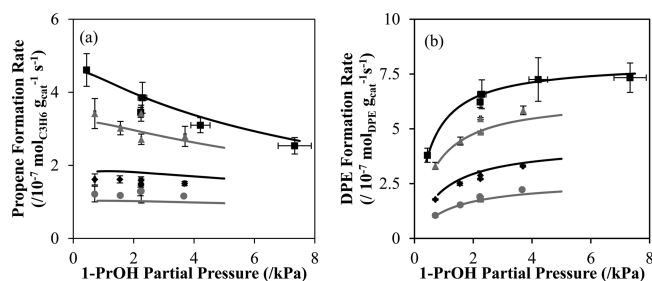 (a)
Propene Formation Rate
(/10⁻⁷ mol_C3H6 g_cat⁻¹ s⁻¹)
6
4
2
0
0 2 4 6 8
1-PrOH Partial Pressure (/kPa)
(b)
DPE Formation Rate
(/ 10⁻⁷ mol_DPE g_cat⁻¹ s⁻¹)
10
7.5
5
2.5
0
0 2 4 6 8
1-PrOH Partial Pressure (/kPa)